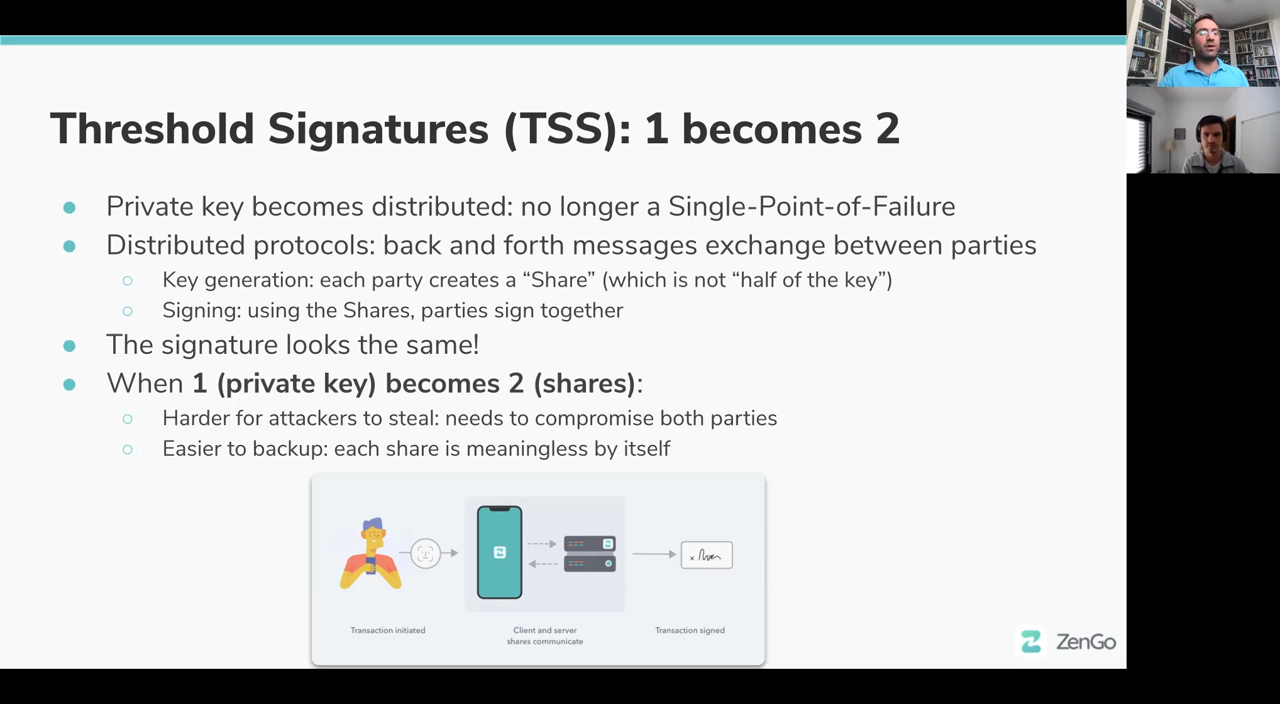 Threshold Signatures (TSS): 1 becomes 2
Private key becomes distributed: no longer a Single-Point-of-Failure
Distributed protocols: back and forth messages exchange between parties
Key generation: each party creates a “Share” (which is not “half of the key”)
Signing: using the Shares, parties sign together
The signature looks the same!
When 1 (private key) becomes 2 (shares):
Harder for attackers to steal: needs to compromise both parties
Easier to backup: each share is meaningless by itself
Transaction initiated
Client and server
shares communicate
Transaction signed
ZenGo